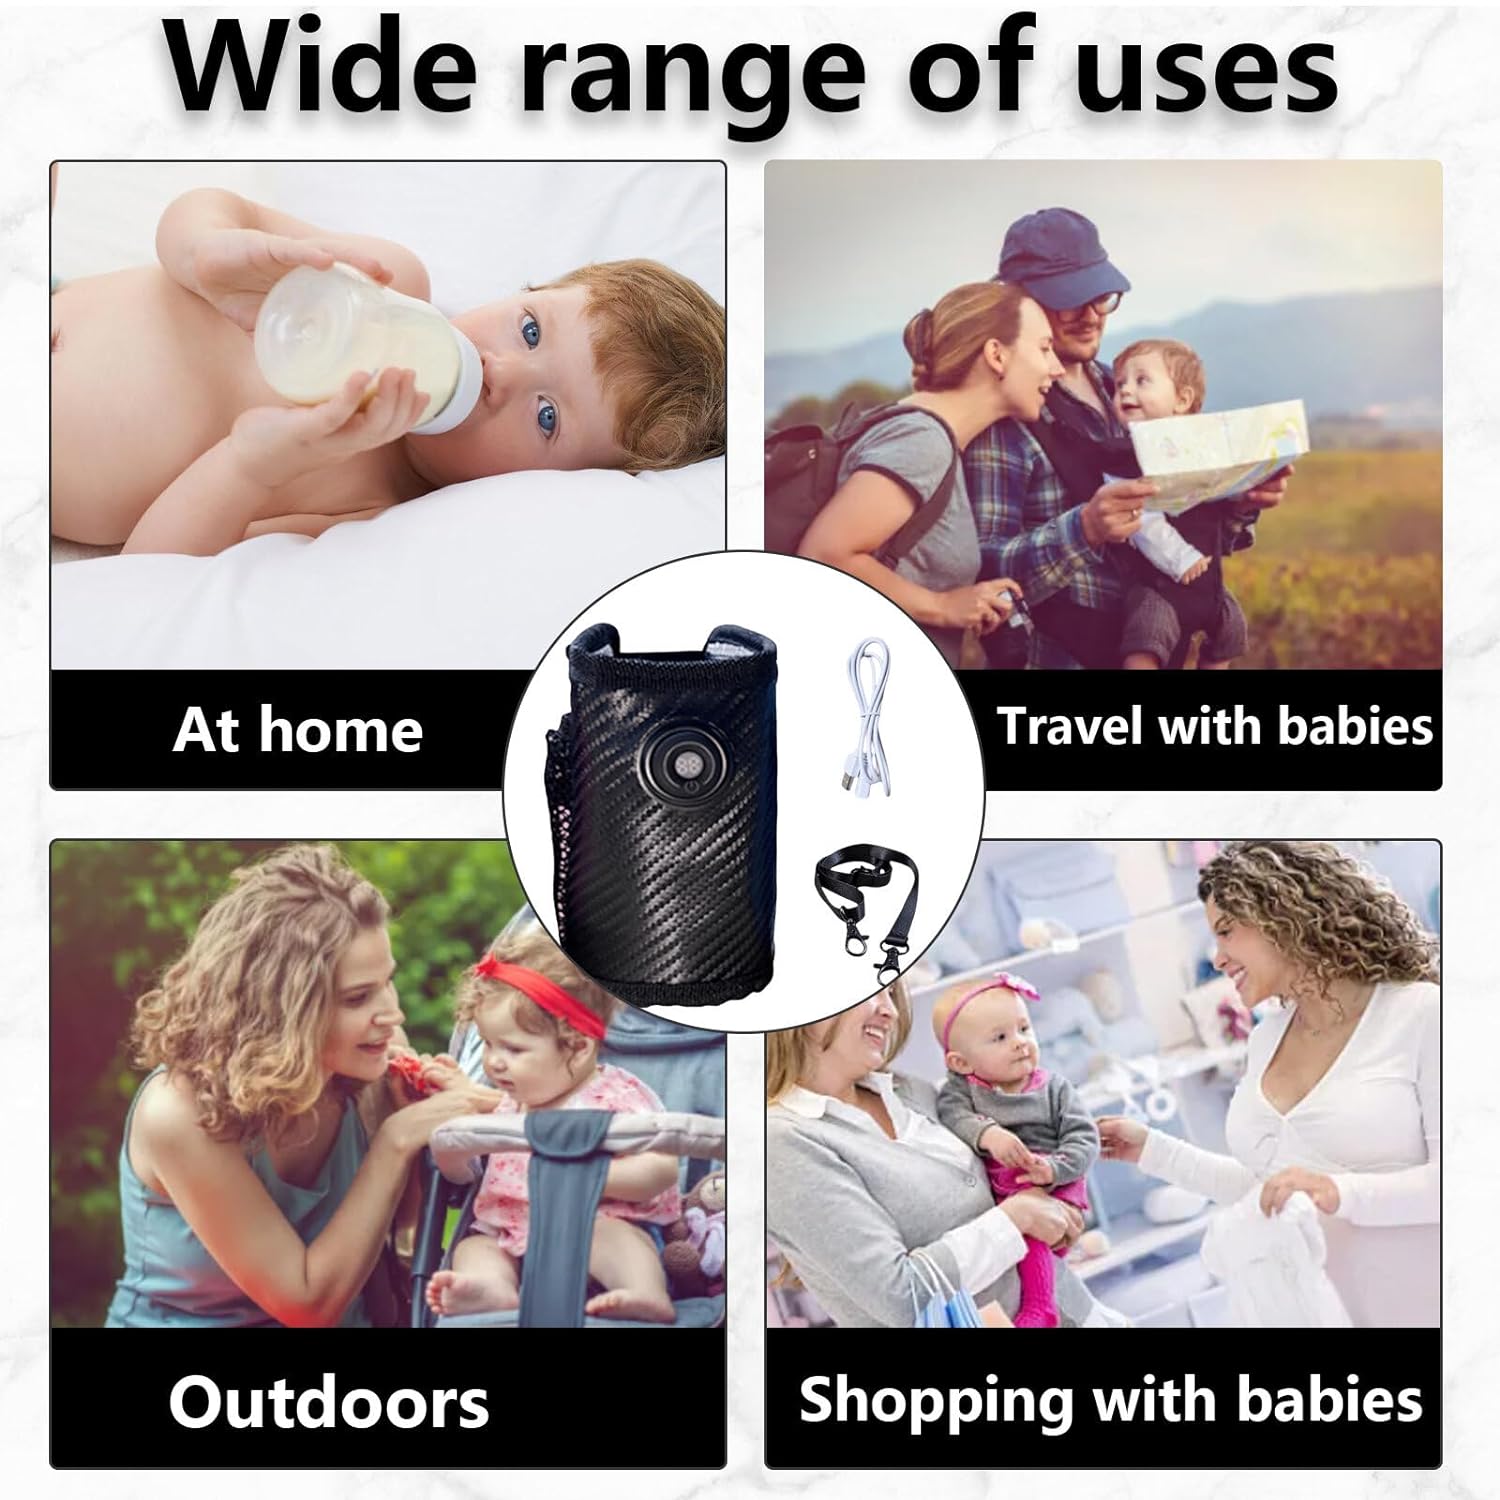 Wide range of uses
At home
Travel with babies
Outdoors
Shopping with babies